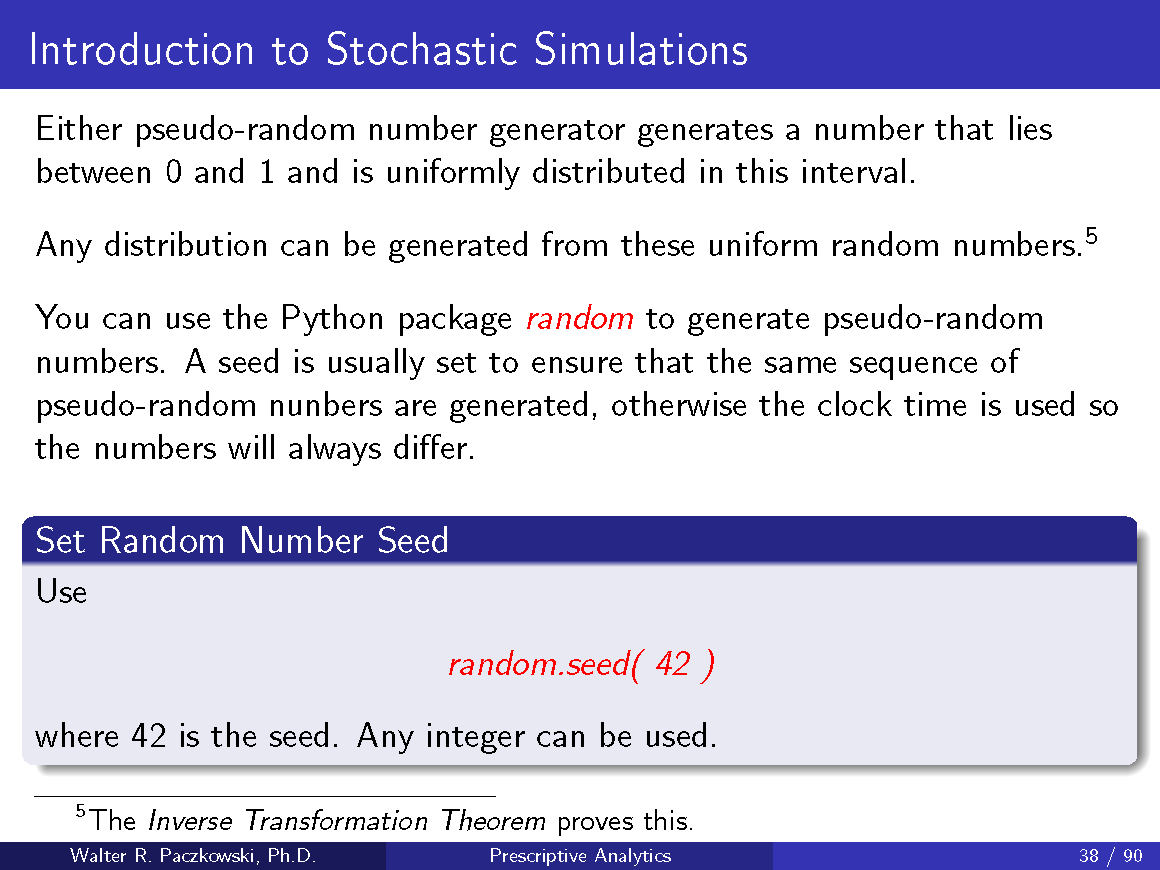 Introduction to Stochastic Simulations
Either pseudo-random number generator generates a number that lies
between 0 and 1 and is uniformly distributed in this interval.
Any distribution can be generated from these uniform random numbers.5
You can use the Python package random to generate pseudo-random
numbers. A seed is usually set to ensure that the same sequence of
pseudo-random nunbers are generated, otherwise the clock time is used so
the numbers will always differ.
Set Random Number Seed
Use
random.seed( 42 )
where 42 is the seed. Any integer can be used.
5The Inverse Transformation Theorem proves this.
Walter R. Paczkowski, Ph.D. Prescriptive Analytics 38 / 90